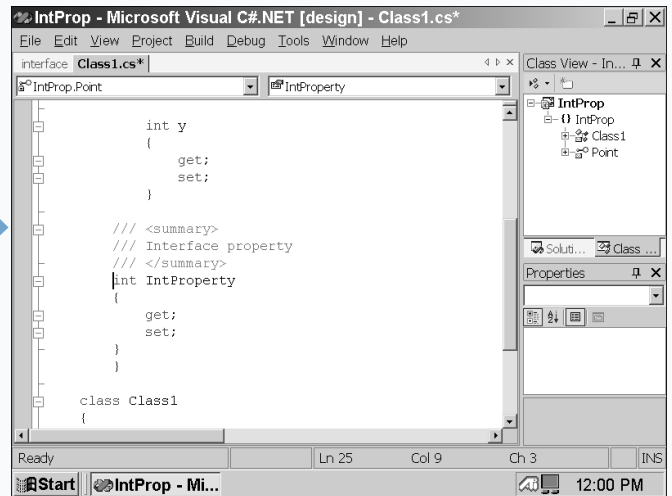 IntProp - Microsoft Visual C#.NET [design] - Class1.cs*
File Edit View Project Build Debug Tools Window Help
interface Class1.cs*
IntProp.Point IntProperty
int y
{
get;
set;
}
/// <summary>
/// Interface property
/// </summary>
int IntProperty
{
get;
set;
}
}
class Class1
{
Class View - In...
IntProp
{} IntProp
Class1
Point
Soluti... Class ...
Properties
Ready Ln 25 Col 9 Ch 3 INS
Start IntProp - Mi... 12:00 PM